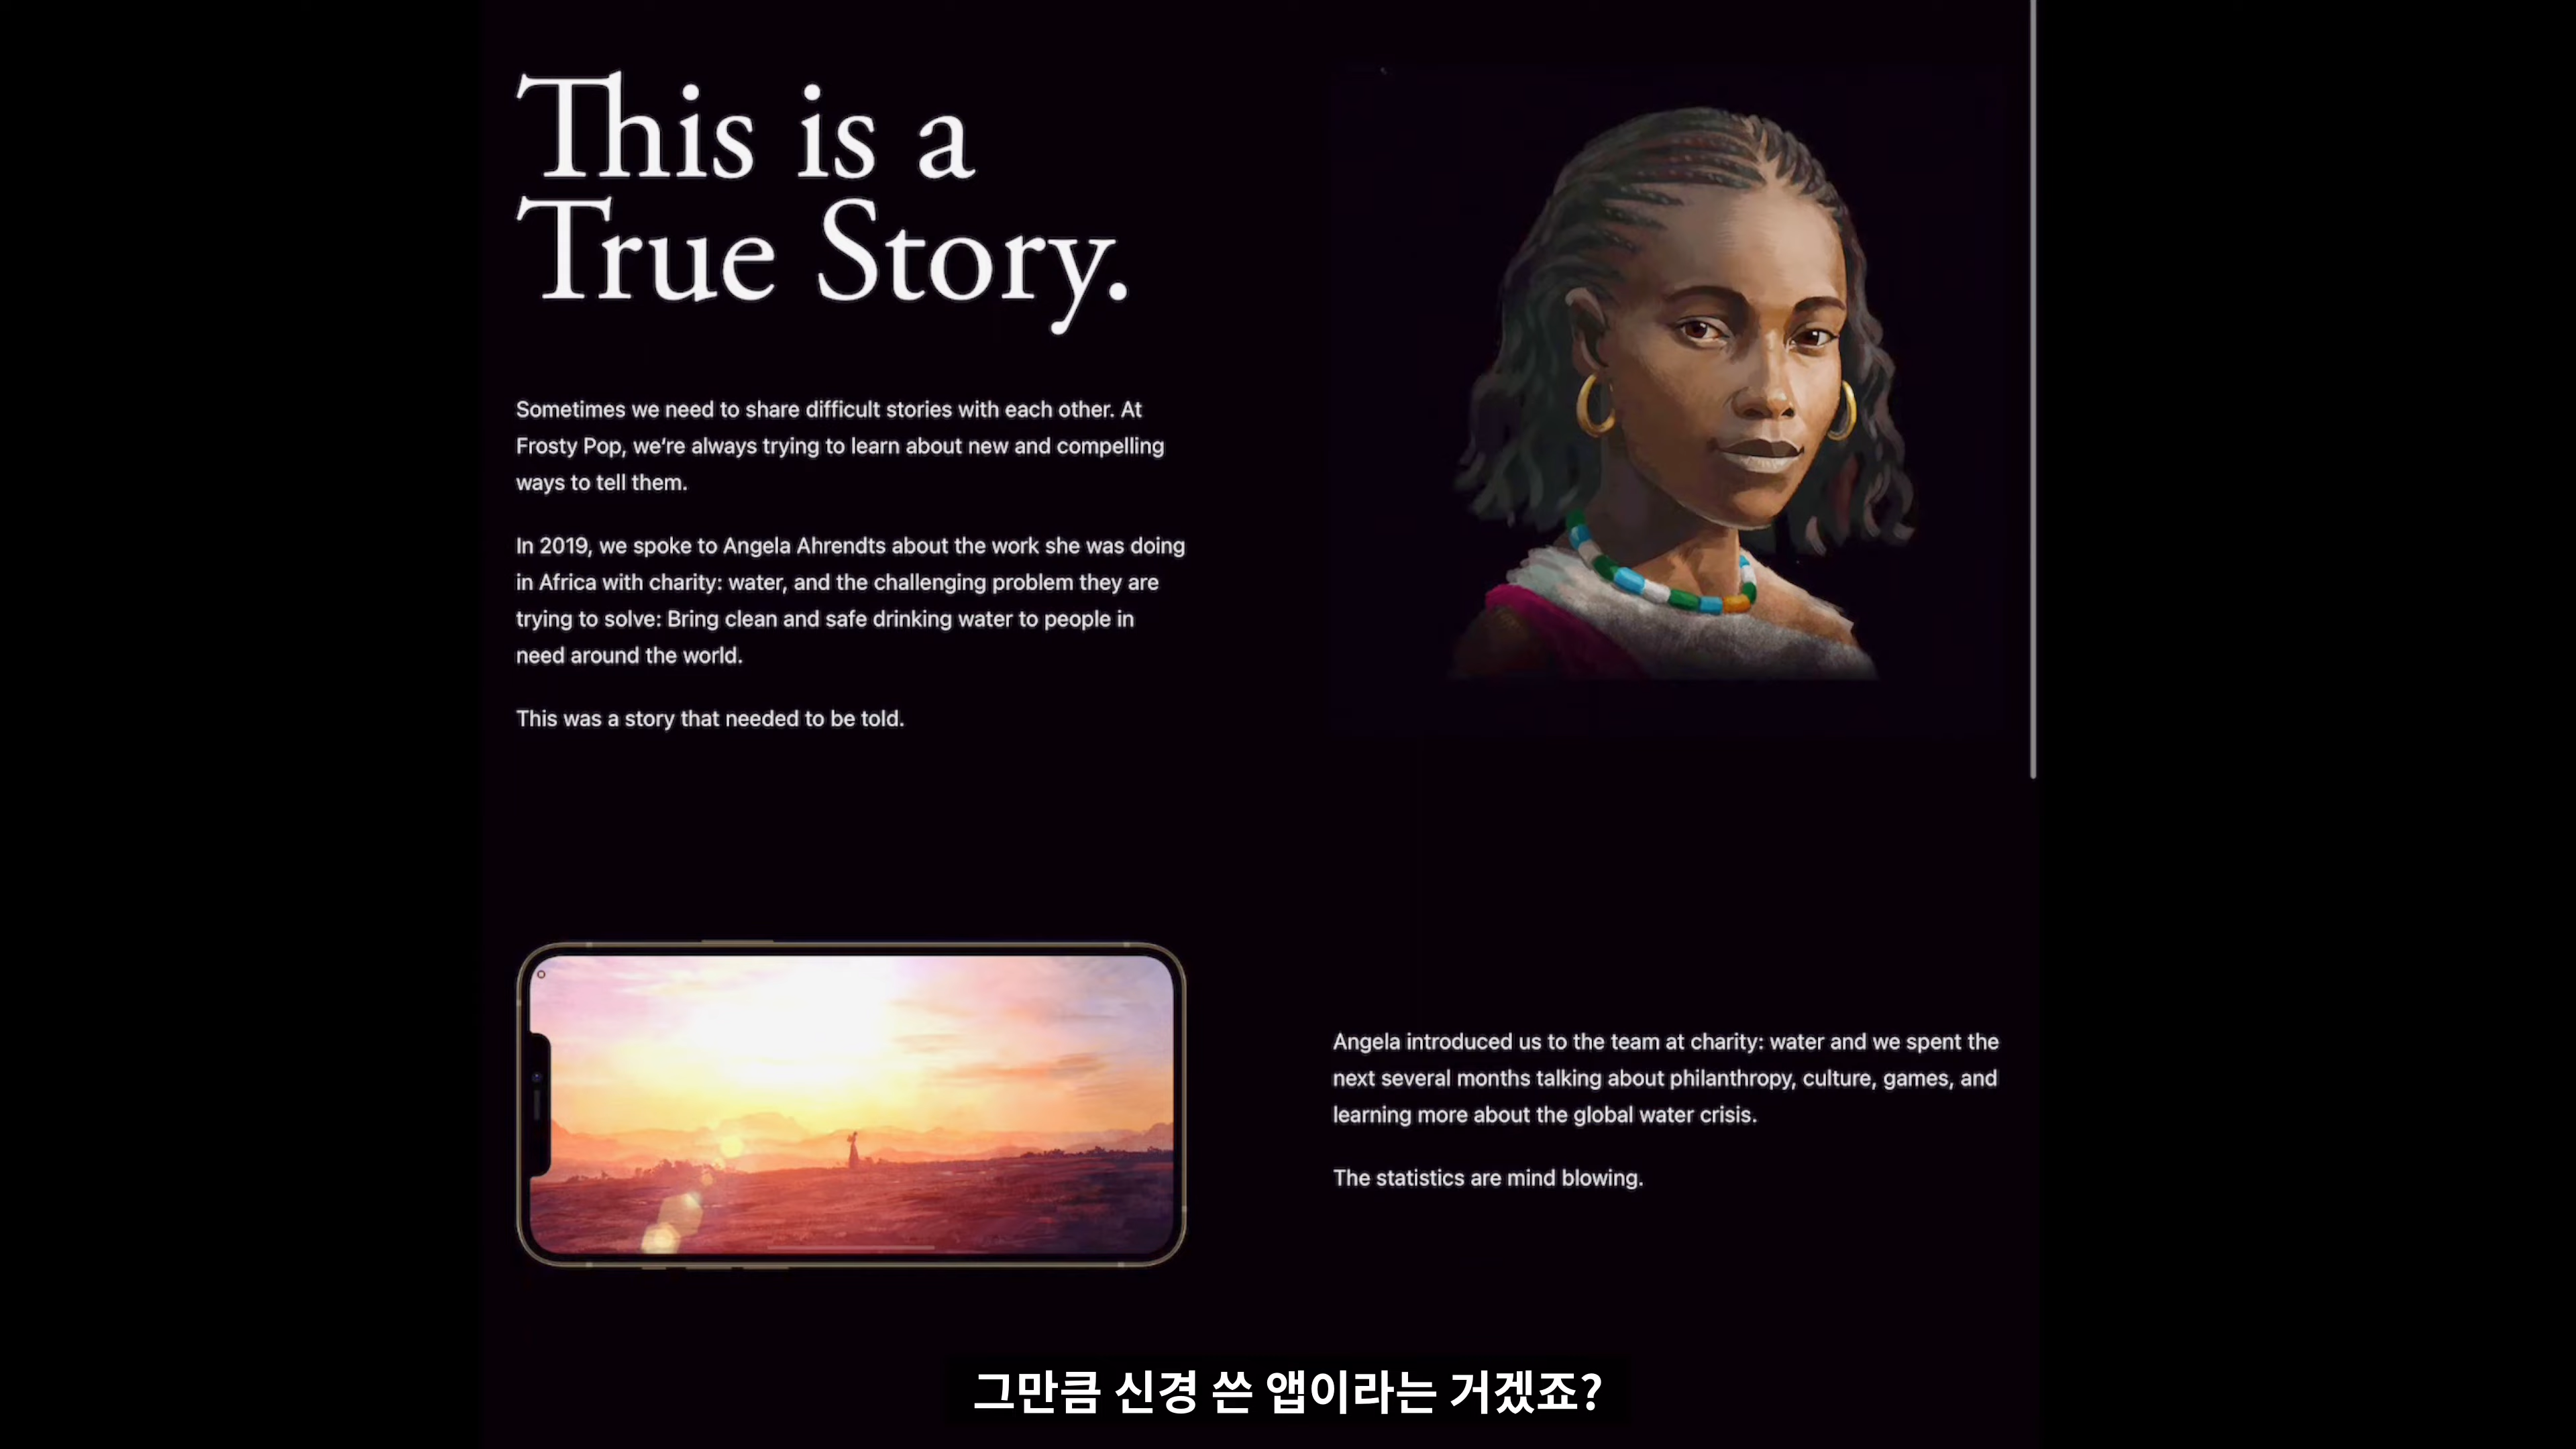 This is a
True Story.
Sometimes we need to share difficult stories with each other. At
Frosty Pop, we’re always trying to learn about new and compelling
ways to tell them.
In 2019, we spoke to Angela Ahrendts about the work she was doing
in Africa with charity: water, and the challenging problem they are
trying to solve: Bring clean and safe drinking water to people in
need around the world.
This was a story that needed to be told.
Angela introduced us to the team at charity: water and we spent the
next several months talking about philanthropy, culture, games, and
learning more about the global water crisis.
The statistics are mind blowing.
그만큼 신경 쓴 앱이라는 거겠죠?